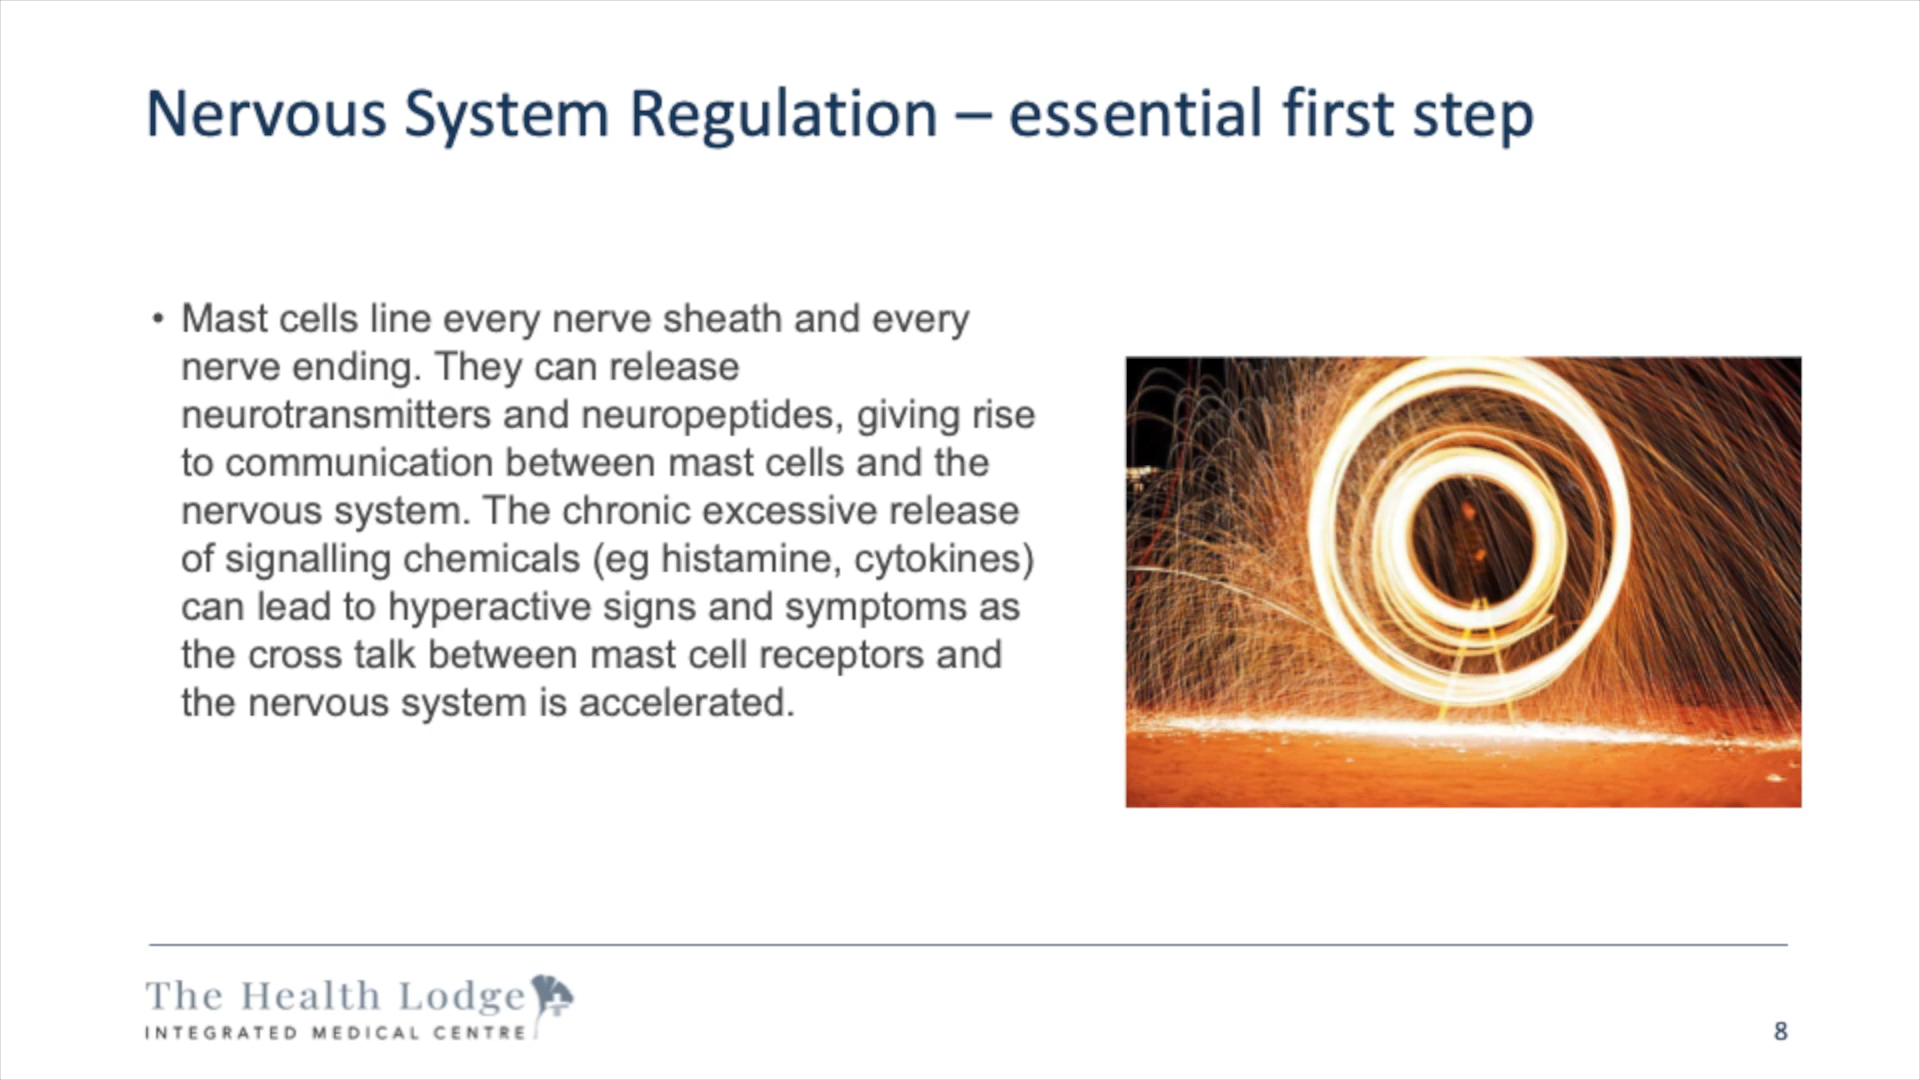 Nervous System Regulation – essential first step
• Mast cells line every nerve sheath and every
nerve ending. They can release
neurotransmitters and neuropeptides, giving rise
to communication between mast cells and the
nervous system. The chronic excessive release
of signalling chemicals (eg histamine, cytokines)
can lead to hyperactive signs and symptoms as
the cross talk between mast cell receptors and
the nervous system is accelerated.
The Health Lodge
INTEGRATED MEDICAL CENTRE
8